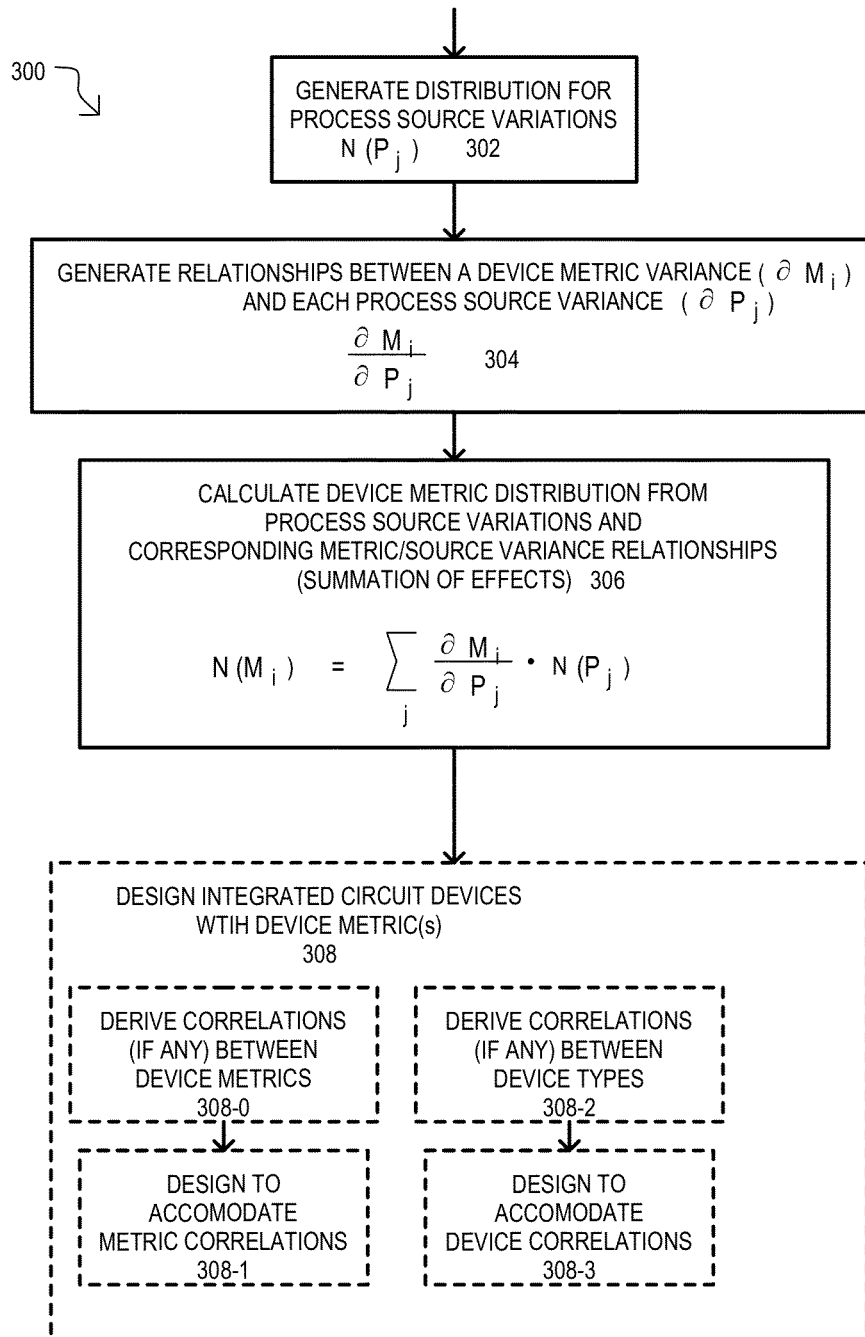 300
GENERATE DISTRIBUTION FOR
PROCESS SOURCE VARIATIONS
N (P j ) 302
GENERATE RELATIONSHIPS BETWEEN A DEVICE METRIC VARIANCE ( ∂ M i )
AND EACH PROCESS SOURCE VARIANCE ( ∂ P j )
∂ M i
∂ P j
304
CALCULATE DEVICE METRIC DISTRIBUTION FROM
PROCESS SOURCE VARIATIONS AND
CORRESPONDING METRIC/SOURCE VARIANCE RELATIONSHIPS
(SUMMATION OF EFFECTS) 306
N (M i ) = ∑ j ∂ M i / ∂ P j • N (P j )
DESIGN INTEGRATED CIRCUIT DEVICES
WTIH DEVICE METRIC(s)
308
DERIVE CORRELATIONS
(IF ANY) BETWEEN
DEVICE METRICS
308-0
DERIVE CORRELATIONS
(IF ANY) BETWEEN
DEVICE TYPES
308-2
DESIGN TO
ACCOMODATE
METRIC CORRELATIONS
308-1
DESIGN TO
ACCOMODATE
DEVICE CORRELATIONS
308-3